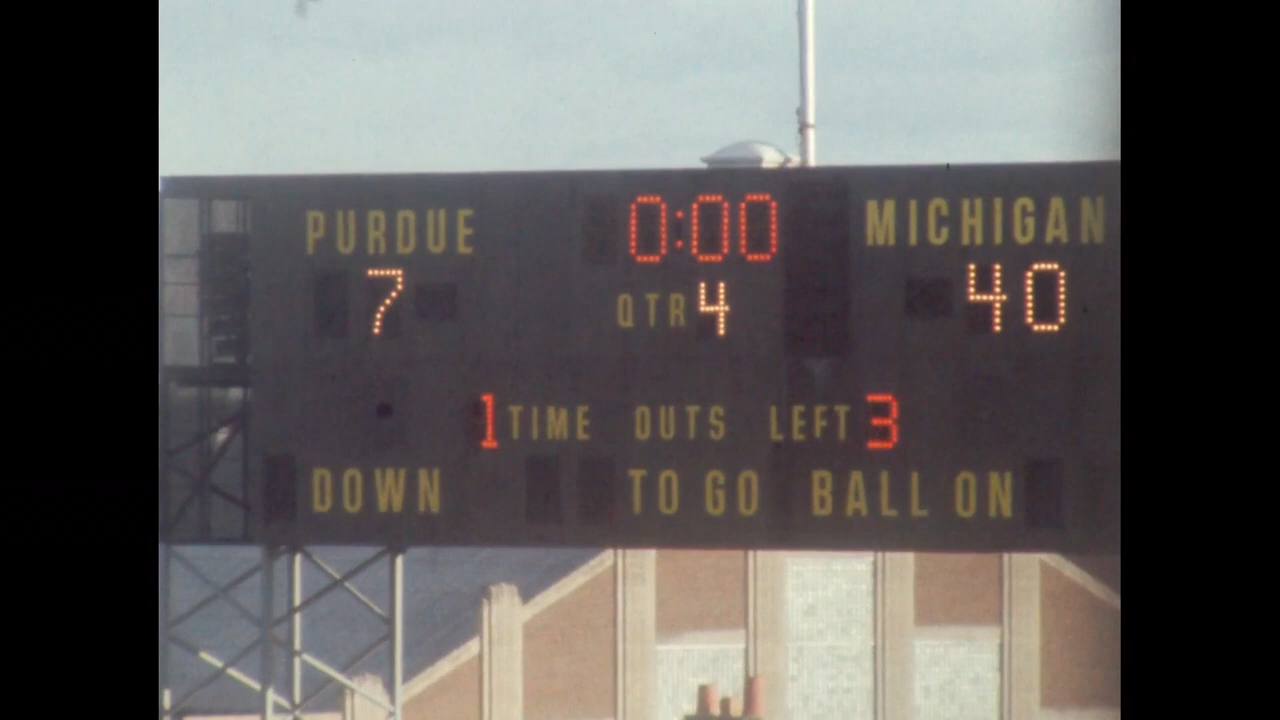 PURDUE 0:00 MICHIGAN
7 QTR 4 40
1 TIME OUTS LEFT 3
DOWN TO GO BALL ON